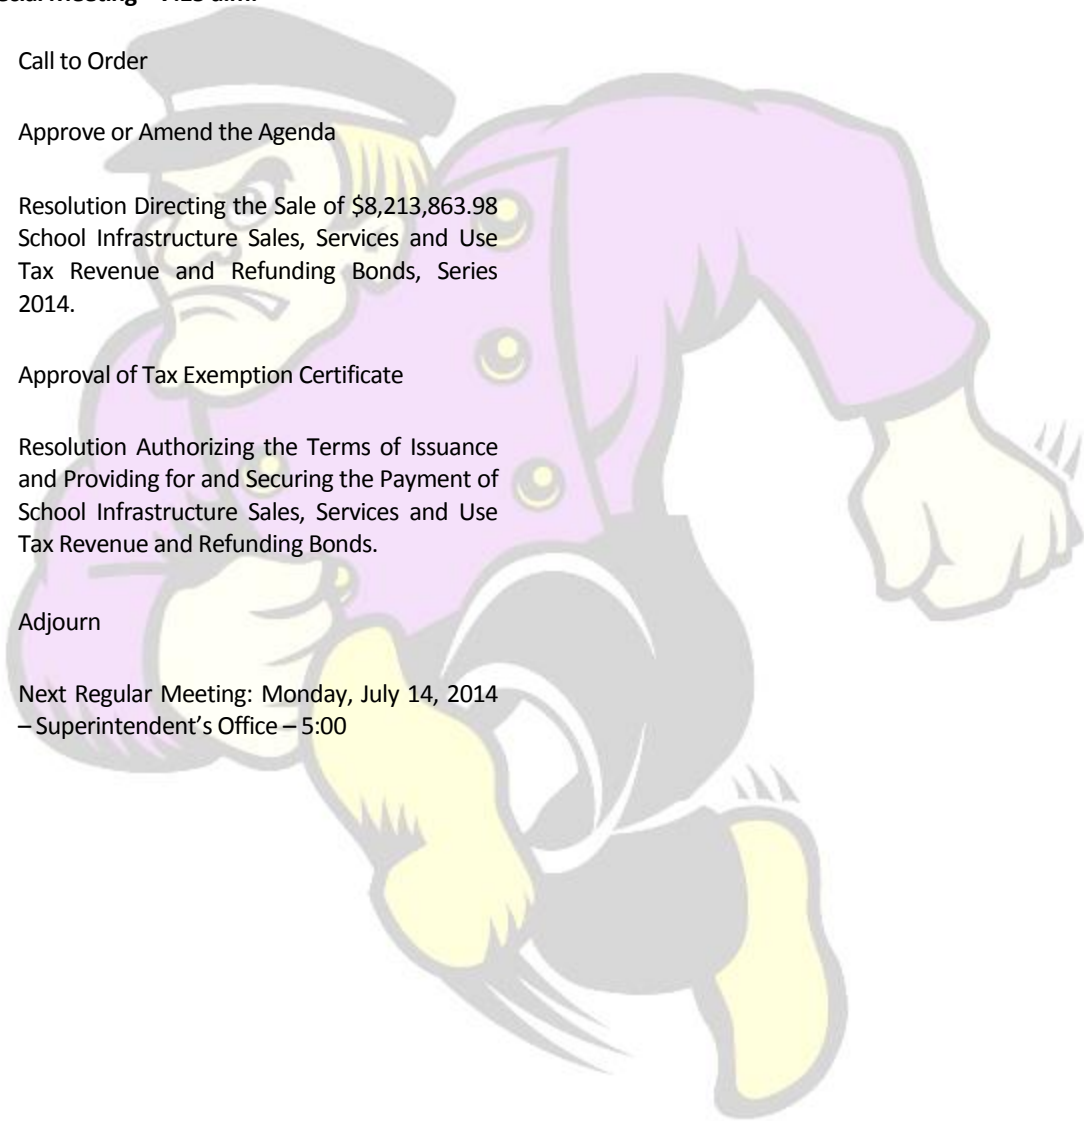 Meeting
Call to Order
Approve or Amend the Agenda
Resolution Directing the Sale of $8,213,863.98
School Infrastructure Sales, Services and Use
Tax Revenue and Refunding Bonds, Series
2014.
Approval of Tax Exemption Certificate
Resolution Authorizing the Terms of Issuance
and Providing for and Securing the Payment of
School Infrastructure Sales, Services and Use
Tax Revenue and Refunding Bonds.
Adjourn
Next Regular Meeting: Monday, July 14, 2014
– Superintendent’s Office – 5:00